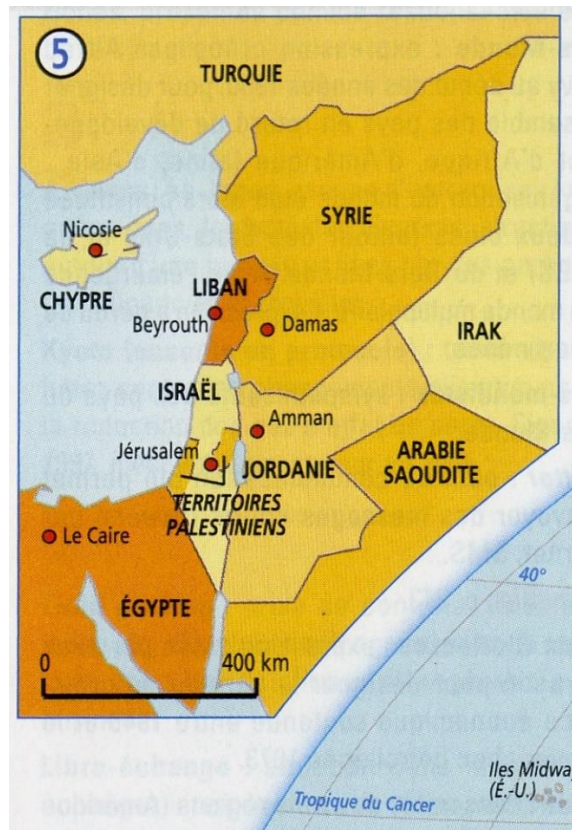 5
TURQUIE
SYRIE
Nicosie
CHYPRE
LIBAN
Beyrouth
Damas
IRAK
ISRAËL
Amman
Jérusalem
JORDANIE
ARABIE
SAOUDITE
TERRITOIRES
PALESTINIENS
Le Caire
ÉGYPTE
40°
0
400 km
Iles Midway
(É.-U.)
Tropique du Cancer